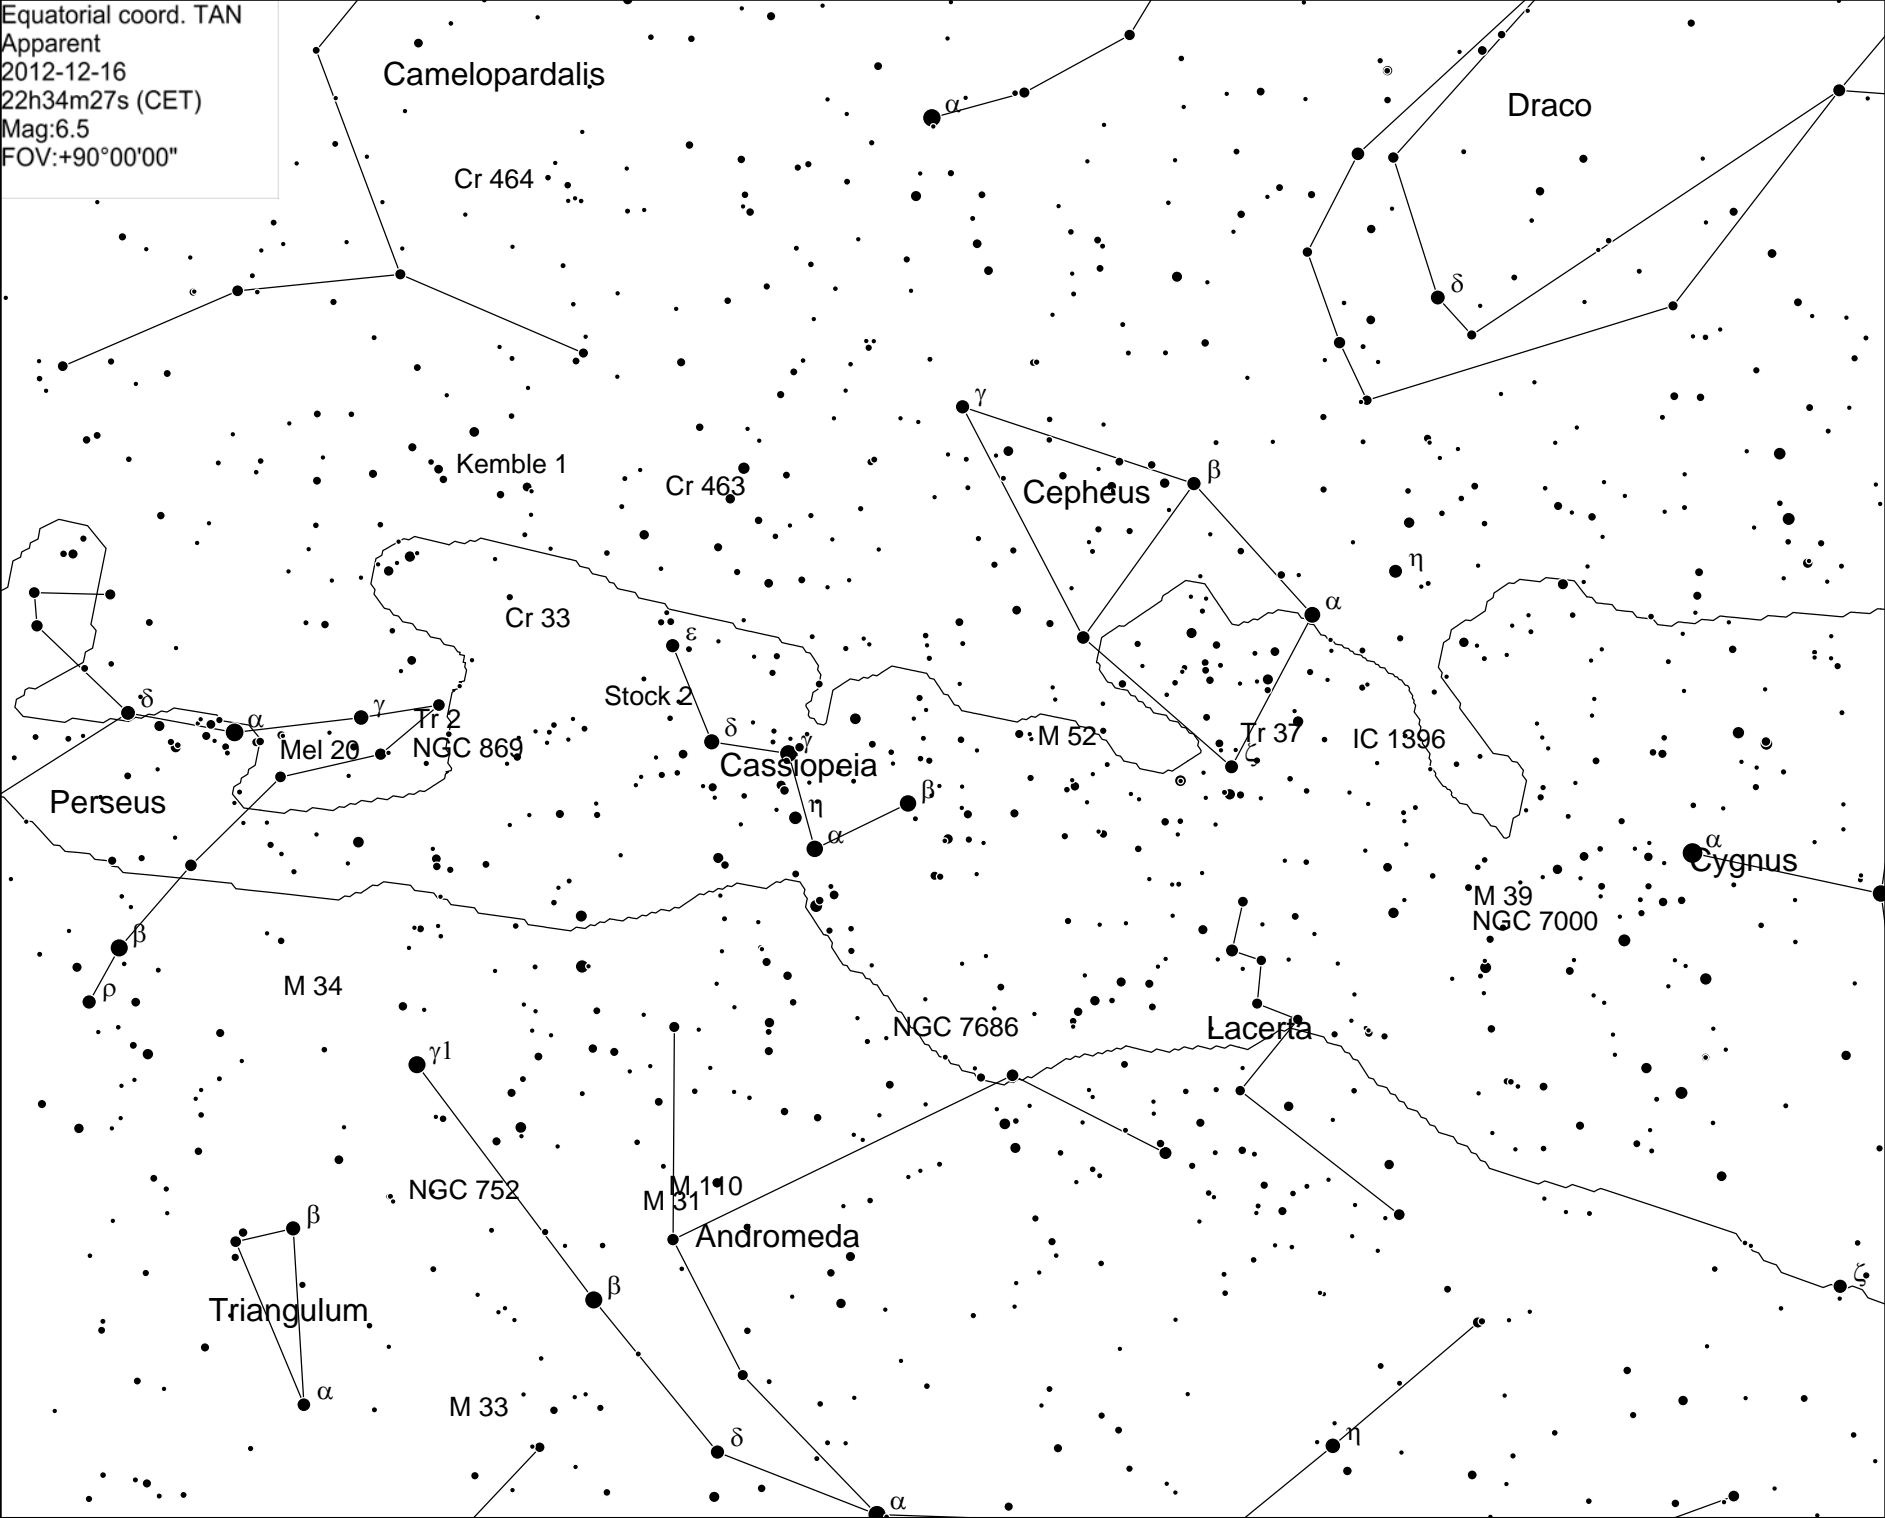 Equatorial coord. TAN
Apparent
2012-12-16
22h34m27s (CET)
Mag:6.5
FOV:+90°00'00"
Camelopardalis
α
Draco
Cr 464
δ
γ
Kemble 1
Cr 463
β
Cepheus
η
Cr 33
α
ε
Stock 2
δ
α
γ
Tr 2
Mel 20
NGC 869
δ
γ
Cassiopeia
M 52
Tr 37
ζ
IC 1396
Perseus
η
β
α
α
Cygnus
M 39
NGC 7000
β
ρ
M 34
NGC 7686
Lacerta
γ1
NGC 752
M 110
M 31
Andromeda
β
Triangulum
α
β
ζ
M 33
δ
η
α